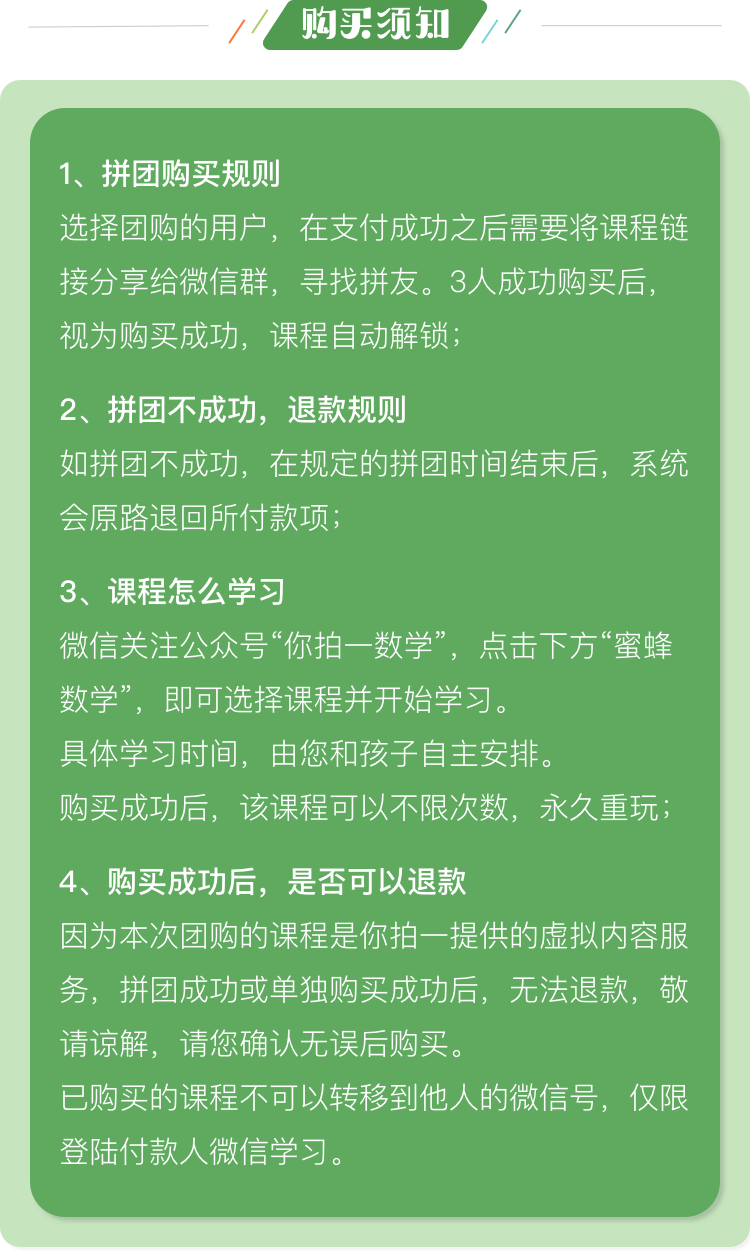 购买须知
1、拼团购买规则
选择团购的用户，在支付成功之后需要将课程链
接分享给微信群，寻找拼友。3人成功购买后，
视为购买成功，课程自动解锁；
2、拼团不成功，退款规则
如拼团不成功，在规定的拼团时间结束后，系统
会原路退回所付款项；
3、课程怎么学习
微信关注公众号“你拍一数学”，点击下方“蜜蜂
数学”，即可选择课程并开始学习。
具体学习时间，由您和孩子自主安排。
购买成功后，该课程可以不限次数，永久重玩；
4、购买成功后，是否可以退款
因为本次团购的课程是你拍一提供的虚拟内容服
务，拼团成功或单独购买成功后，无法退款，敬
请谅解，请您确认无误后购买。
已购买的课程不可以转移到他人的微信号，仅限
登陆付款人微信学习。